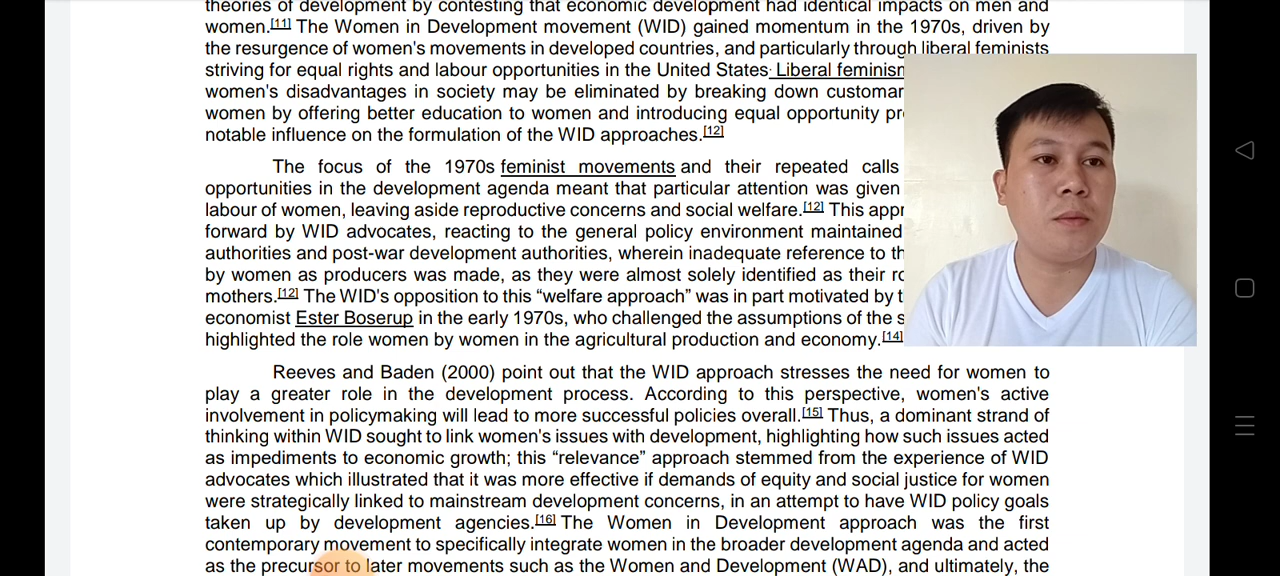 theories of development by contesting that economic development had identical impacts on men and
women.[11] The Women in Development movement (WID) gained momentum in the 1970s, driven by
the resurgence of women's movements in developed countries, and particularly through liberal feminists
striving for equal rights and labour opportunities in the United States. Liberal feminism
women's disadvantages in society may be eliminated by breaking down customar
women by offering better education to women and introducing equal opportunity pr
notable influence on the formulation of the WID approaches.[12]
The focus of the 1970s feminist movements and their repeated calls
opportunities in the development agenda meant that particular attention was given
labour of women, leaving aside reproductive concerns and social welfare.[12] This appr
forward by WID advocates, reacting to the general policy environment maintained
authorities and post-war development authorities, wherein inadequate reference to th
by women as producers was made, as they were almost solely identified as their ro
mothers.[12] The WID's opposition to this “welfare approach” was in part motivated by t
economist Ester Boserup in the early 1970s, who challenged the assumptions of the s
highlighted the role women by women in the agricultural production and economy.[14]
Reeves and Baden (2000) point out that the WID approach stresses the need for women to
play a greater role in the development process. According to this perspective, women's active
involvement in policymaking will lead to more successful policies overall.[15] Thus, a dominant strand of
thinking within WID sought to link women's issues with development, highlighting how such issues acted
as impediments to economic growth; this “relevance” approach stemmed from the experience of WID
advocates which illustrated that it was more effective if demands of equity and social justice for women
were strategically linked to mainstream development concerns, in an attempt to have WID policy goals
taken up by development agencies.[16] The Women in Development approach was the first
contemporary movement to specifically integrate women in the broader development agenda and acted
as the precursor to later movements such as the Women and Development (WAD), and ultimately, the